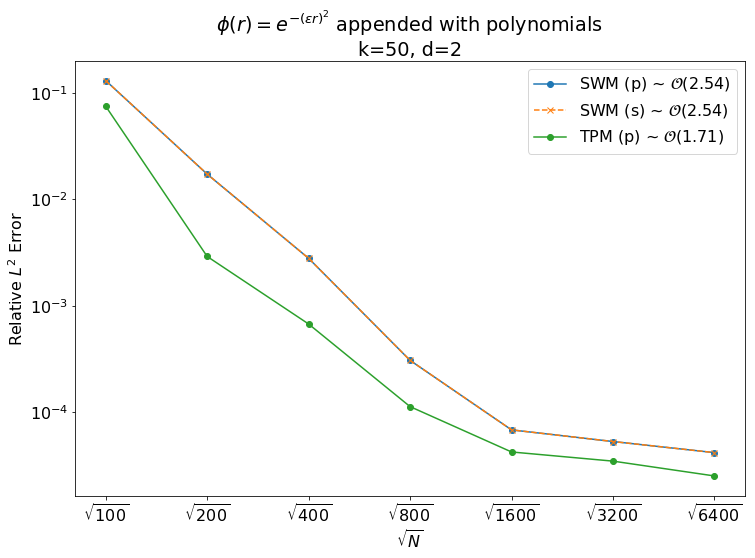 ϕ(r) = e^{−(εr)^2} appended with polynomials
k=50, d=2
SWM (p) ~ 𝒪(2.54)
SWM (s) ~ 𝒪(2.54)
TPM (p) ~ 𝒪(1.71)
Relative L^2 Error
10^{−1}
10^{−2}
10^{−3}
10^{−4}
√100 √200 √400 √800 √1600 √3200 √6400
√N